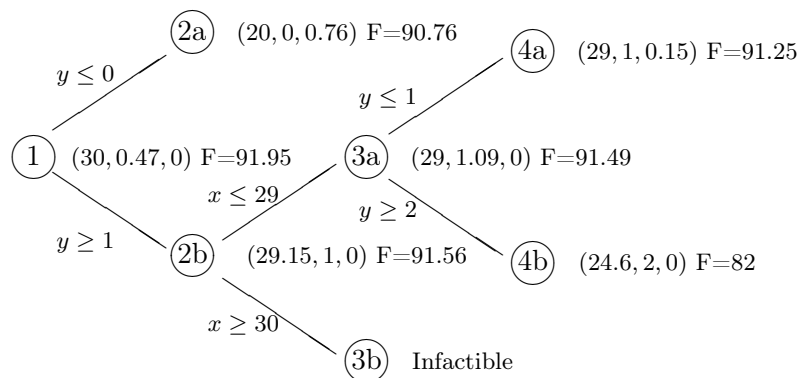 2a (20, 0, 0.76) F=90.76
4a (29, 1, 0.15) F=91.25
y ≤ 0
y ≤ 1
1 (30, 0.47, 0) F=91.95
3a (29, 1.09, 0) F=91.49
x ≤ 29
y ≥ 2
y ≥ 1
2b (29.15, 1, 0) F=91.56
4b (24.6, 2, 0) F=82
x ≥ 30
3b Infactible